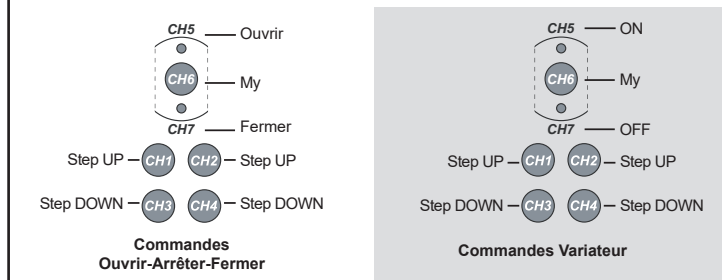 CH5 Ouvrir
CH6 My
CH7 Fermer
Step UP CH1 CH2 Step UP
Step DOWN CH3 CH4 Step DOWN
Commandes
Ouvrir-Arrêter-Fermer
CH5 ON
CH6 My
CH7 OFF
Step UP CH1 CH2 Step UP
Step DOWN CH3 CH4 Step DOWN
Commandes Variateur